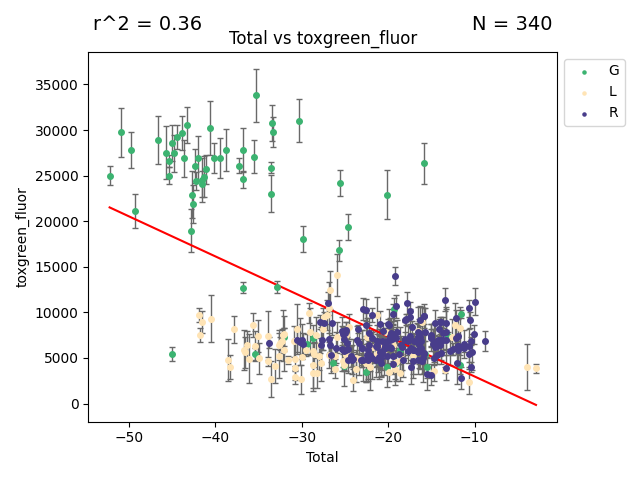 r^2 = 0.36
N = 340
Total vs toxgreen_fluor
35000
30000
25000
20000
15000
10000
5000
0
toxgreen_fluor
−50
−40
−30
−20
−10
Total
G
L
R